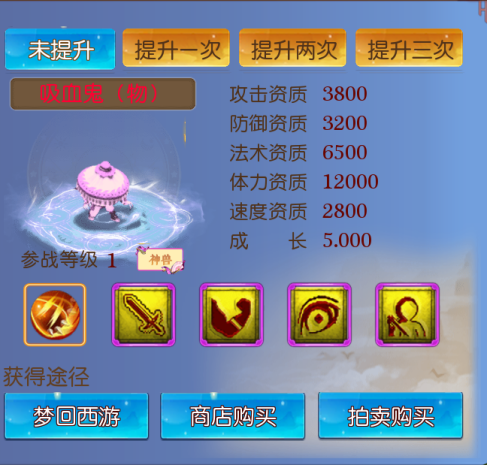 未提升 提升一次 提升两次 提升三次
吸血鬼（物）
攻击资质 3800
防御资质 3200
法术资质 6500
体力资质 12000
速度资质 2800
成 长 5.000
参战等级 1 神兽
获得途径
梦回西游 商店购买 拍卖购买